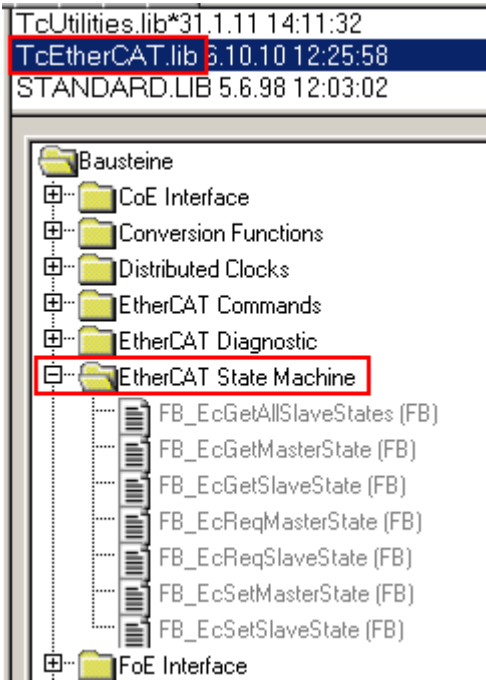 TcUtilities.lib*31.1.11 14:11:32
TcEtherCAT.lib 6.10.10 12:25:58
STANDARD.LIB 5.6.98 12:03:02
Bausteine
CoE Interface
Conversion Functions
Distributed Clocks
EtherCAT Commands
EtherCAT Diagnostic
EtherCAT State Machine
FB_EcGetAllSlaveStates (FB)
FB_EcGetMasterState (FB)
FB_EcGetSlaveState (FB)
FB_EcReqMasterState (FB)
FB_EcReqSlaveState (FB)
FB_EcSetMasterState (FB)
FB_EcSetSlaveState (FB)
FoE Interface